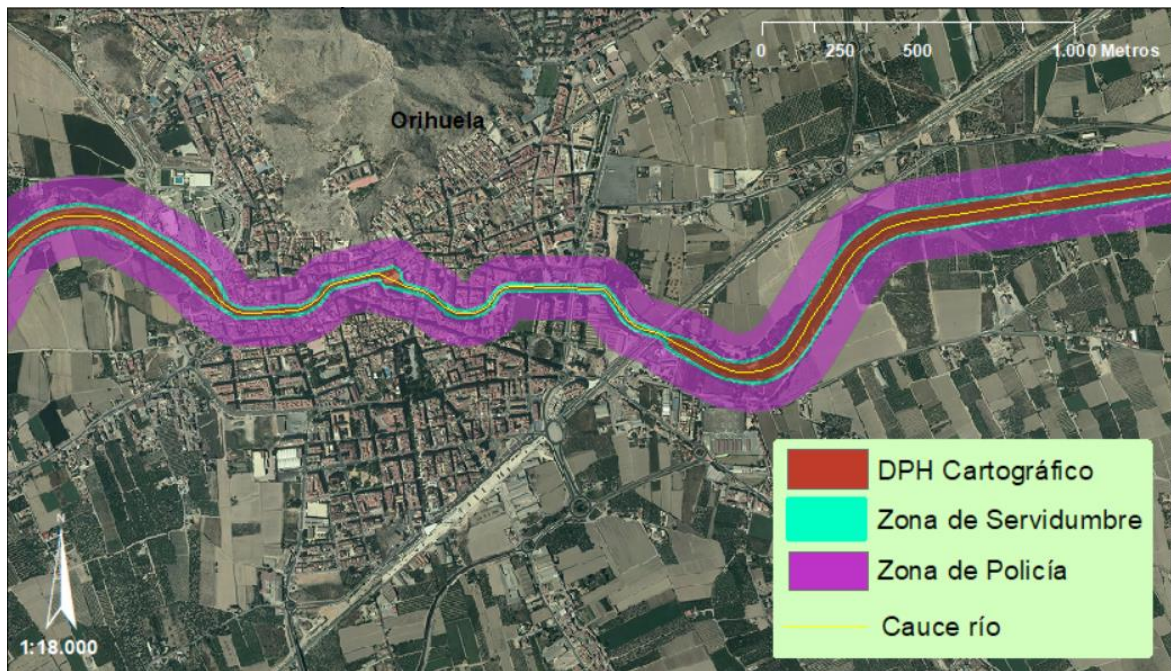 0 250 500 1.000 Metros
Orihuela
DPH Cartográfico
Zona de Servidumbre
Zona de Policía
Cauce río
N
1:18.000